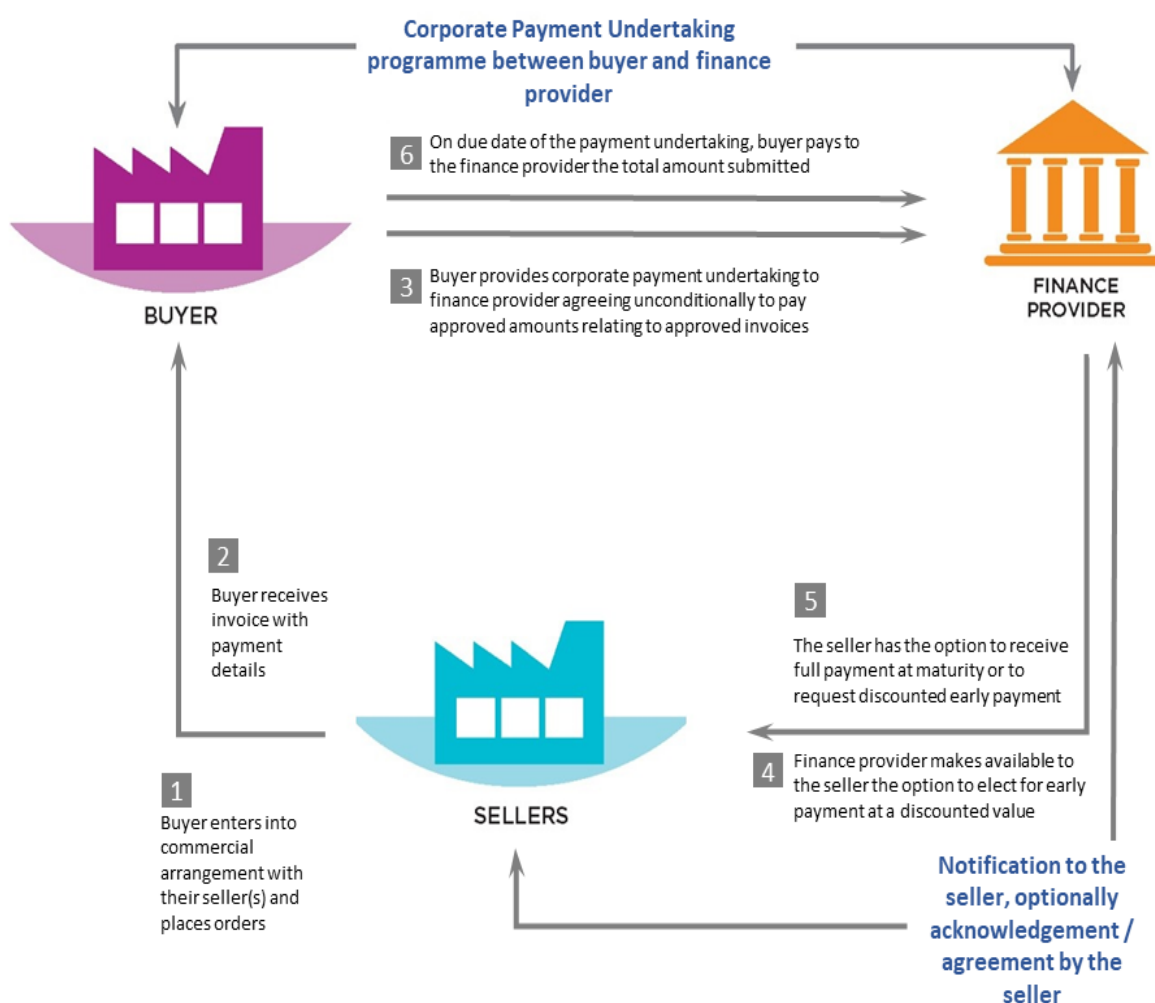 Corporate Payment Undertaking
programme between buyer and finance
provider
6
On due date of the payment undertaking, buyer pays to
the finance provider the total amount submitted
3
Buyer provides corporate payment undertaking to
finance provider agreeing unconditionally to pay
approved amounts relating to approved invoices
BUYER
FINANCE
PROVIDER
2
Buyer receives
invoice with
payment
details
5
The seller has the option to receive
full payment at maturity or to
request discounted early payment
4
Finance provider makes available to
the seller the option to elect for early
payment at a discounted value
1
Buyer enters into
commercial
arrangement with
their seller(s) and
places orders
SELLERS
Notification to the
seller, optionally
acknowledgement /
agreement by the
seller